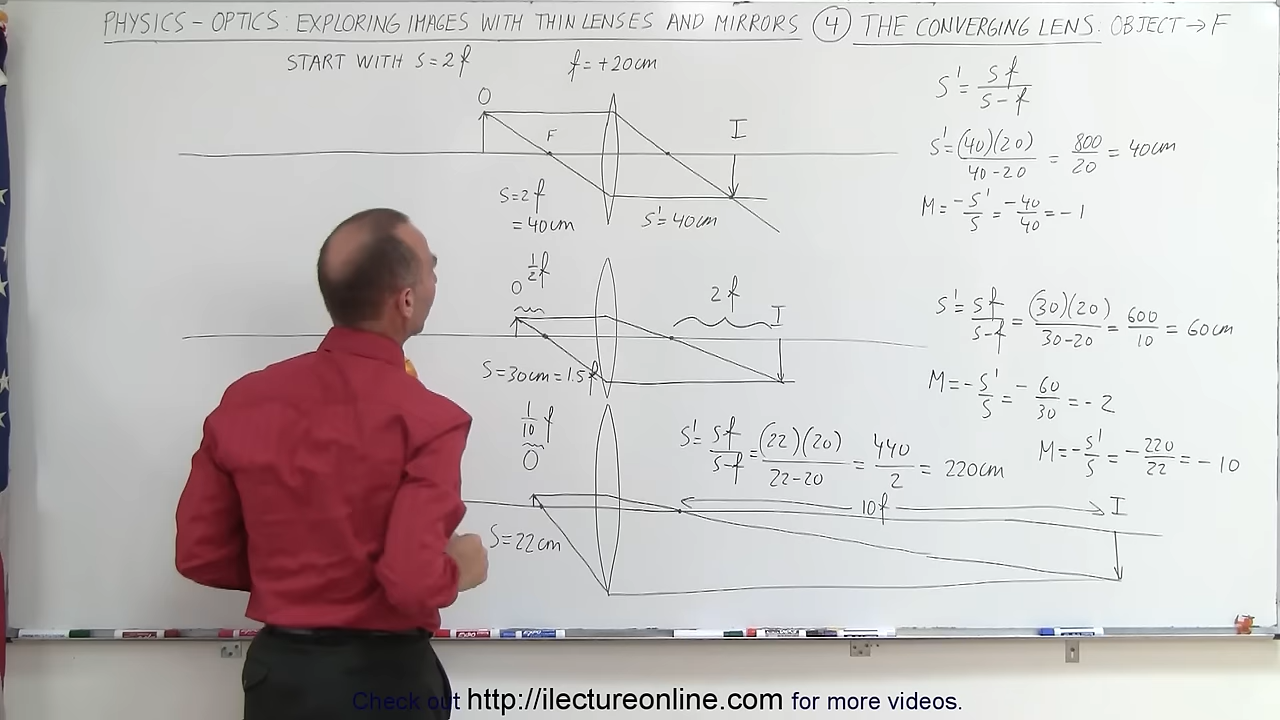 PHYSICS - OPTICS: EXPLORING IMAGES WITH THIN LENSES AND MIRRORS ④ THE CONVERGING LENS: OBJECT → F
START WITH S=2f f=+20cm
S'= sf/s-f
O
F
I
S=2f
=40cm
S'=40cm
S'= (40)(20)/40-20 = 800/20 = 40cm
M= -S'/S = -40/40 = -1
1/2 f
O
2f
I
S=30cm=1.5f
S'= sf/s-f = (30)(20)/30-20 = 600/10 = 60cm
M= -S'/S = -60/30 = -2
1/10 f
O
S'= sf/s-f = (22)(20)/22-20 = 440/2 = 220cm
M= -S'/S = -220/22 = -10
10f
I
S=22cm
EXPO
Check out http://ilectureonline.com for more videos.